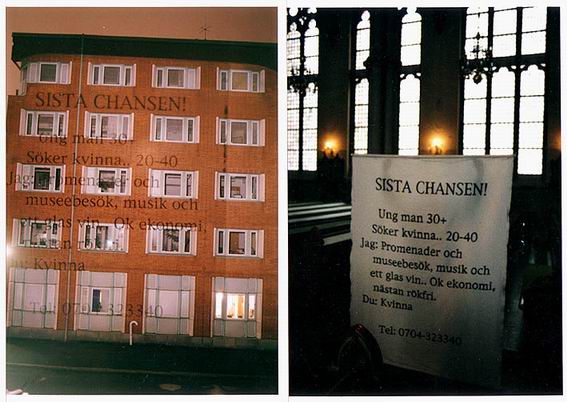 SISTA CHANSEN!
Ung man 30+
Söker kvinna.. 20-40
Jag: Promenader och
museebesök, musik och
ett glas vin.. Ok ekonomi,
nästan rökfri.
Du: Kvinna
Tel: 0704-323340
SISTA CHANSEN!
Ung man 30+
Söker kvinna.. 20-40
Jag: Promenader och
museebesök, musik och
ett glas vin.. Ok ekonomi,
nästan rökfri.
Du: Kvinna
Tel: 0704-323340